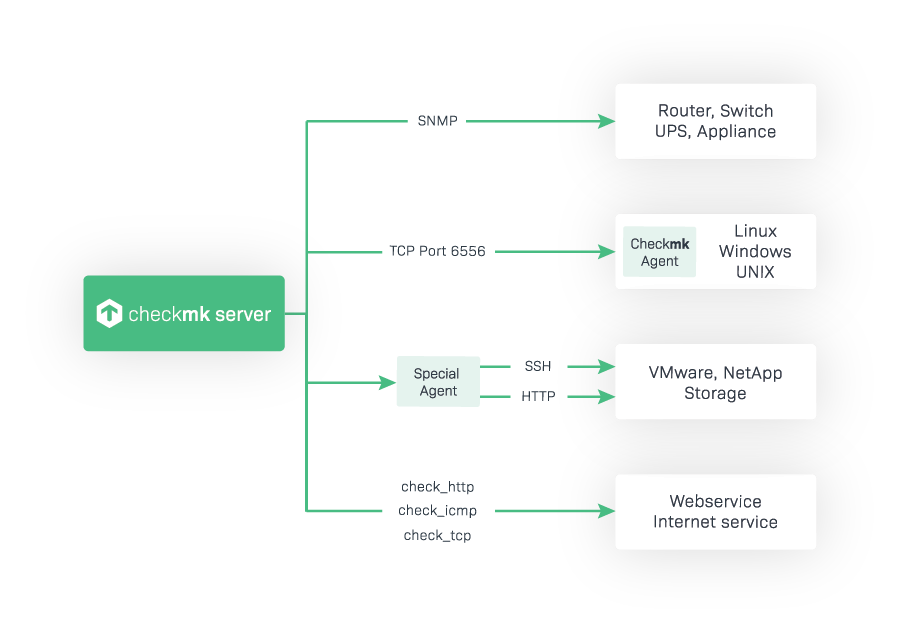 SNMP
Router, Switch
UPS, Appliance
TCP Port 6556
Checkmk
Agent
Linux
Windows
UNIX
checkmk server
Special
Agent
SSH
HTTP
VMware, NetApp
Storage
check_http
check_icmp
check_tcp
Webservice
Internet service